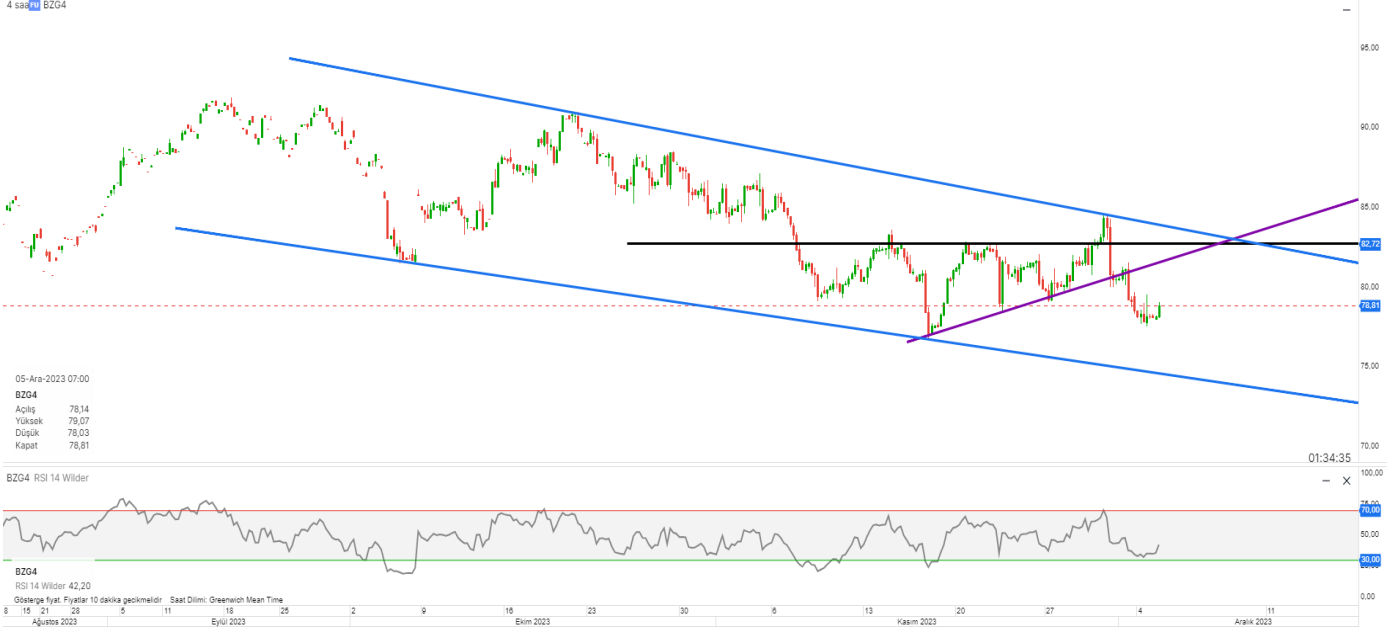 4 saa FU BZG4
95,00
90,00
85,00
82,72
80,00
78,81
75,00
70,00
05-Ara-2023 07:00
BZG4
Açılış 78,14
Yüksek 79,07
Düşük 78,03
Kapat 78,81
01:34:35
BZG4 RSI 14 Wilder
100,00
75,00
70,00
50,00
30,00
25,00
0,00
BZG4
RSI 14 Wilder 42,20
Gösterge fiyat. Fiyatlar 10 dakika gecikmelidir Saat Dilimi: Greenwich Mean Time
8 15 21 28 5 11 18 25 2 9 16 23 30 6 13 20 27 4 11
Ağustos 2023 Eylül 2023 Ekim 2023 Kasım 2023 Aralık 2023